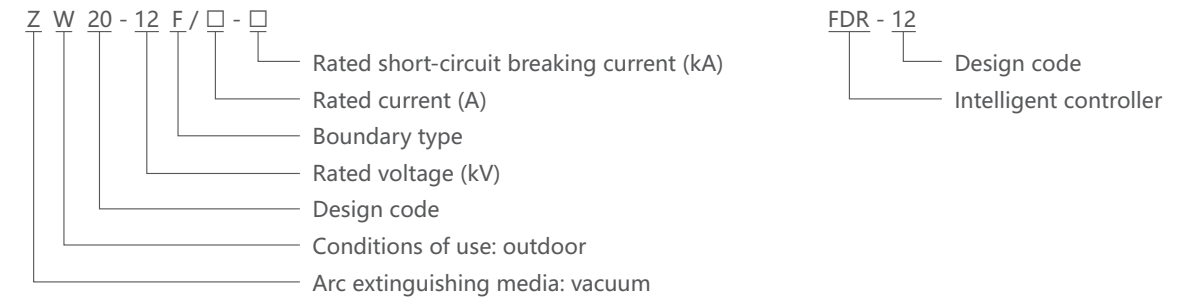 Z W 20 - 12 F / □ - □
Rated short-circuit breaking current (kA)
Rated current (A)
Boundary type
Rated voltage (kV)
Design code
Conditions of use: outdoor
Arc extinguishing media: vacuum
FDR - 12
Design code
Intelligent controller